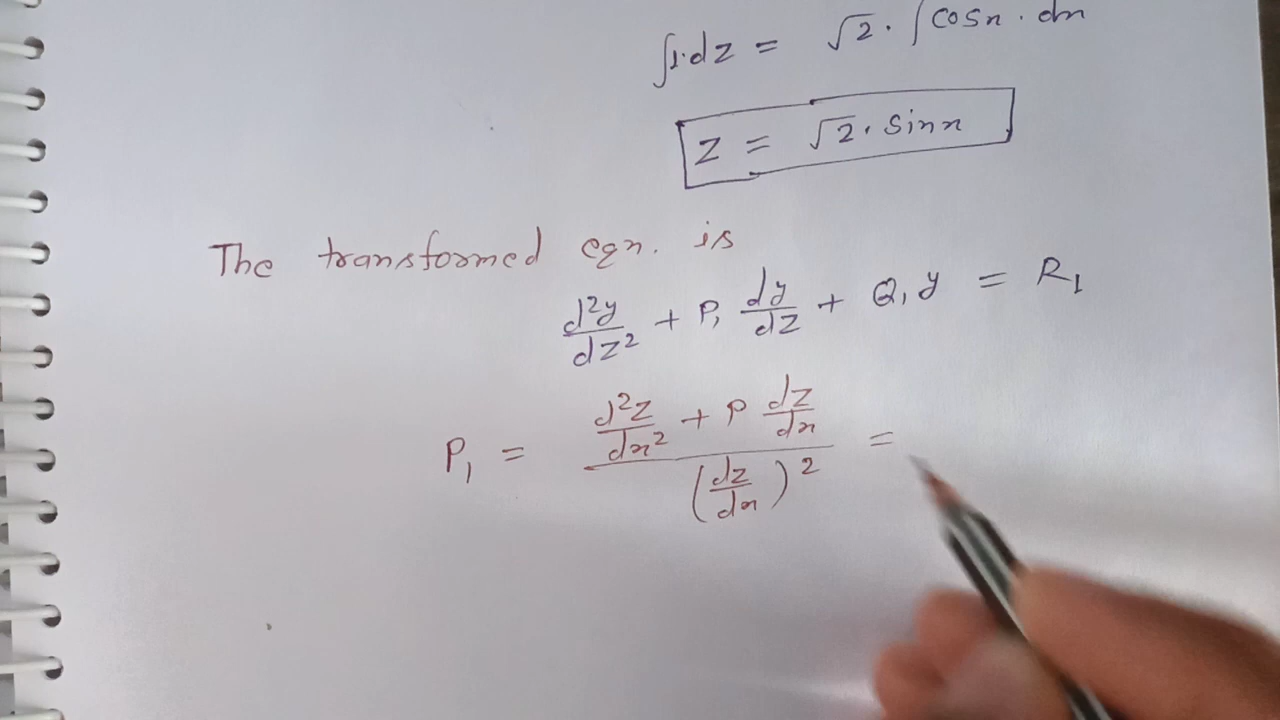 ∫1·dz = √2 · ∫cosx · dx
z = √2 · sinx
The transformed eqn. is
d²y/dz² + P₁ dy/dz + Q₁y = R₁
P₁ = (d²z/dx² + P dz/dx) / (dz/dx)² =